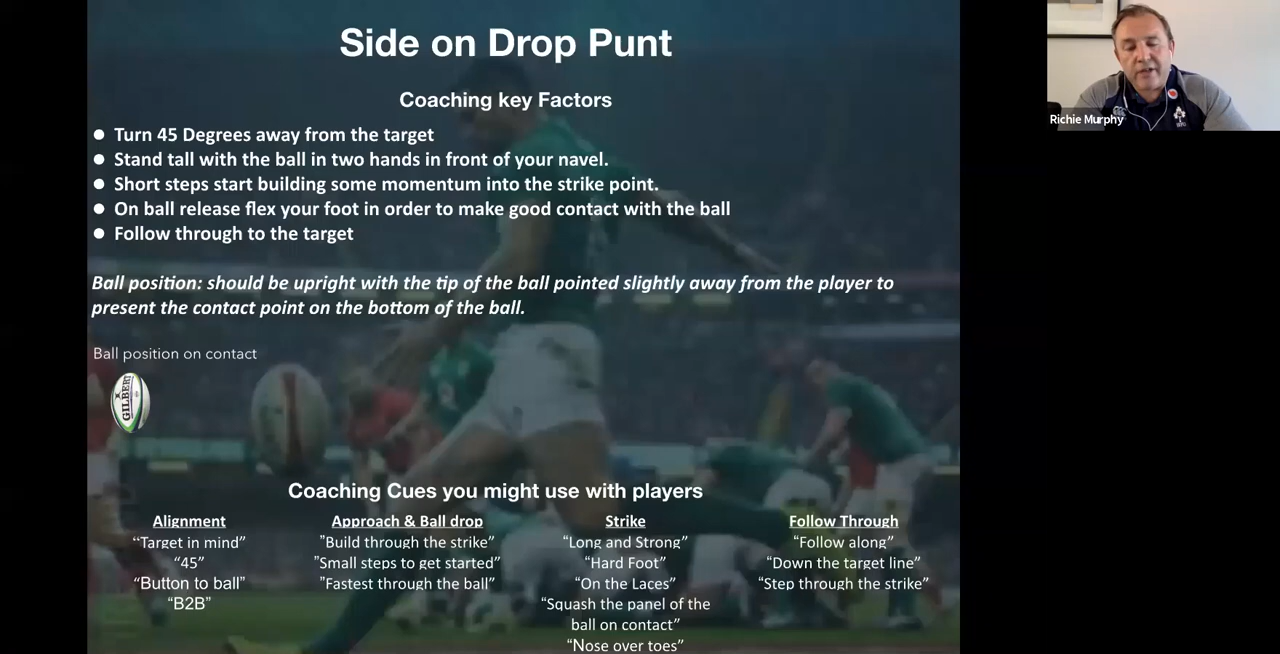 Side on Drop Punt
Richie Murphy
Coaching key Factors
● Turn 45 Degrees away from the target
● Stand tall with the ball in two hands in front of your navel.
● Short steps start building some momentum into the strike point.
● On ball release flex your foot in order to make good contact with the ball
● Follow through to the target
Ball position: should be upright with the tip of the ball pointed slightly away from the player to
present the contact point on the bottom of the ball.
Ball position on contact
GILBERT
Coaching Cues you might use with players
Alignment
“Target in mind”
“45”
“Button to ball”
“B2B”
Approach & Ball drop
”Build through the strike”
”Small steps to get started”
”Fastest through the ball”
Strike
“Long and Strong”
“Hard Foot”
“On the Laces”
“Squash the panel of the
ball on contact”
“Nose over toes”
Follow Through
“Follow along”
“Down the target line”
“Step through the strike”